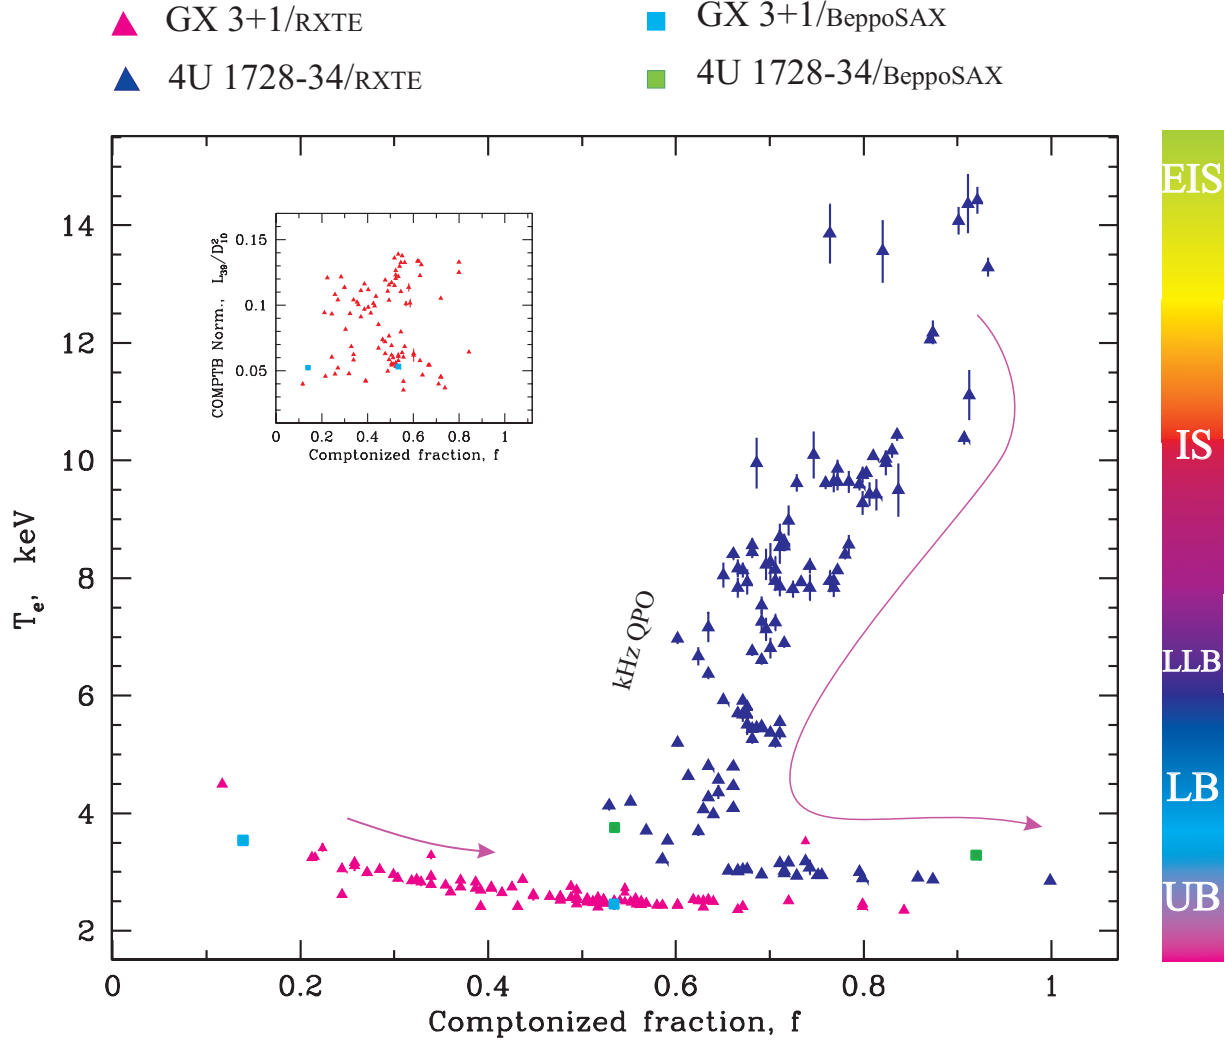 GX 3+1/RXTE
GX 3+1/BeppoSAX
4U 1728-34/RXTE
4U 1728-34/BeppoSAX
EIS
IS
LLB
LB
UB
14
12
10
8
6
4
2
T_e, keV
0
0.2
0.4
0.6
0.8
1
Comptonized fraction, f
kHz QPO
0.15
0.1
0.05
COMPTB Norm., L_39/D^2_10
0
0.2
0.4
0.6
0.8
1
Comptonized fraction, f